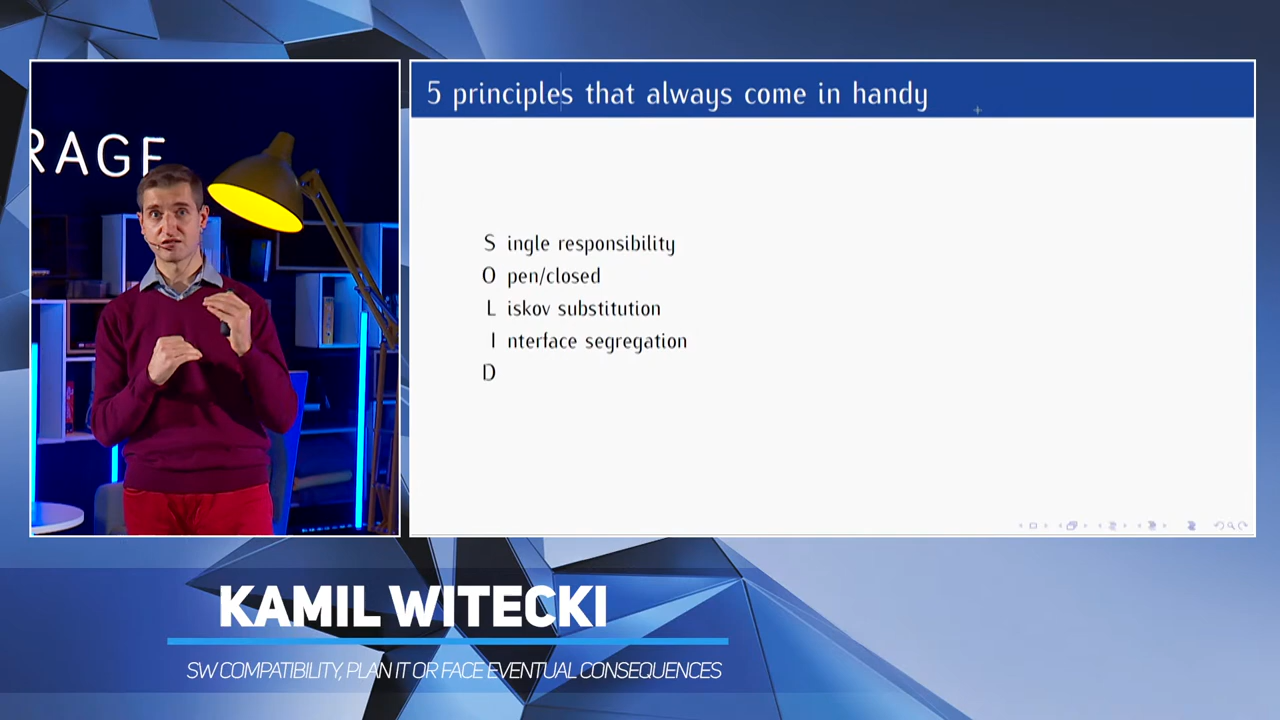 RAGE
5 principles that always come in handy
S ingle responsibility
O pen/closed
L iskov substitution
I nterface segregation
D
KAMIL WITECKI
SW COMPATIBILITY, PLAN IT OR FACE EVENTUAL CONSEQUENCES